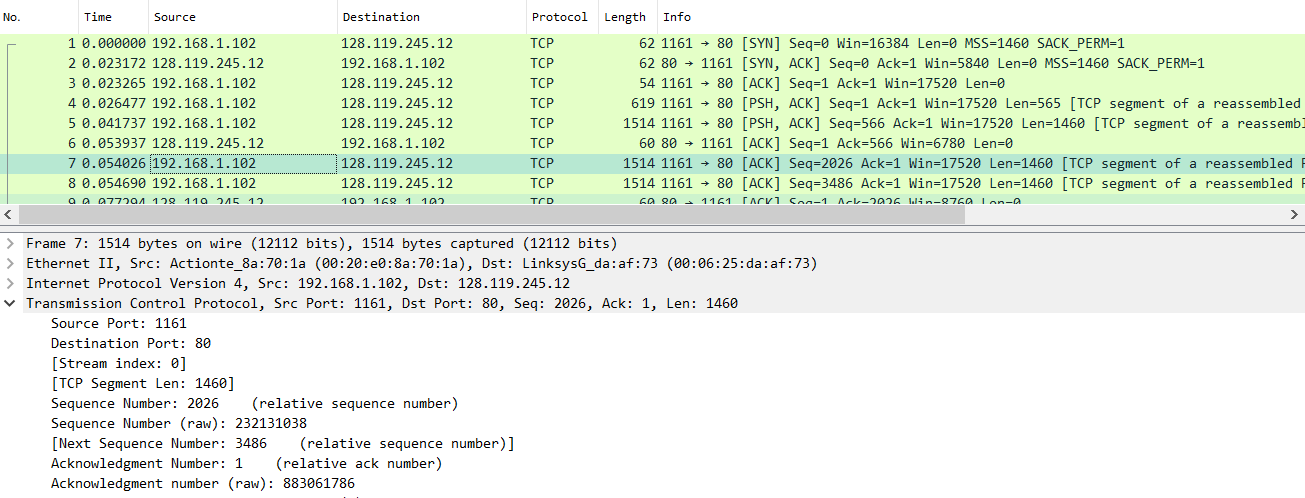 No. Time Source Destination Protocol Length Info
1 0.000000 192.168.1.102 128.119.245.12 TCP 62 1161 → 80 [SYN] Seq=0 Win=16384 Len=0 MSS=1460 SACK_PERM=1
2 0.023172 128.119.245.12 192.168.1.102 TCP 62 80 → 1161 [SYN, ACK] Seq=0 Ack=1 Win=5840 Len=0 MSS=1460 SACK_PERM=1
3 0.023265 192.168.1.102 128.119.245.12 TCP 54 1161 → 80 [ACK] Seq=1 Ack=1 Win=17520 Len=0
4 0.026477 192.168.1.102 128.119.245.12 TCP 619 1161 → 80 [PSH, ACK] Seq=1 Ack=1 Win=17520 Len=565 [TCP segment of a reassembled
5 0.041737 192.168.1.102 128.119.245.12 TCP 1514 1161 → 80 [PSH, ACK] Seq=566 Ack=1 Win=17520 Len=1460 [TCP segment of a reassembl
6 0.053937 128.119.245.12 192.168.1.102 TCP 60 80 → 1161 [ACK] Seq=1 Ack=566 Win=6780 Len=0
7 0.054026 192.168.1.102 128.119.245.12 TCP 1514 1161 → 80 [ACK] Seq=2026 Ack=1 Win=17520 Len=1460 [TCP segment of a reassembled P
8 0.054690 192.168.1.102 128.119.245.12 TCP 1514 1161 → 80 [ACK] Seq=3486 Ack=1 Win=17520 Len=1460 [TCP segment of a reassembled P
9 0.077294 128.119.245.12 192.168.1.102 TCP 60 80 → 1161 [ACK] Seq=1 Ack=2026 Win=8760 Len=0
Frame 7: 1514 bytes on wire (12112 bits), 1514 bytes captured (12112 bits)
Ethernet II, Src: Actionte_8a:70:1a (00:20:e0:8a:70:1a), Dst: LinksysG_da:af:73 (00:06:25:da:af:73)
Internet Protocol Version 4, Src: 192.168.1.102, Dst: 128.119.245.12
Transmission Control Protocol, Src Port: 1161, Dst Port: 80, Seq: 2026, Ack: 1, Len: 1460
Source Port: 1161
Destination Port: 80
[Stream index: 0]
[TCP Segment Len: 1460]
Sequence Number: 2026 (relative sequence number)
Sequence Number (raw): 232131038
[Next Sequence Number: 3486 (relative sequence number)]
Acknowledgment Number: 1 (relative ack number)
Acknowledgment number (raw): 883061786